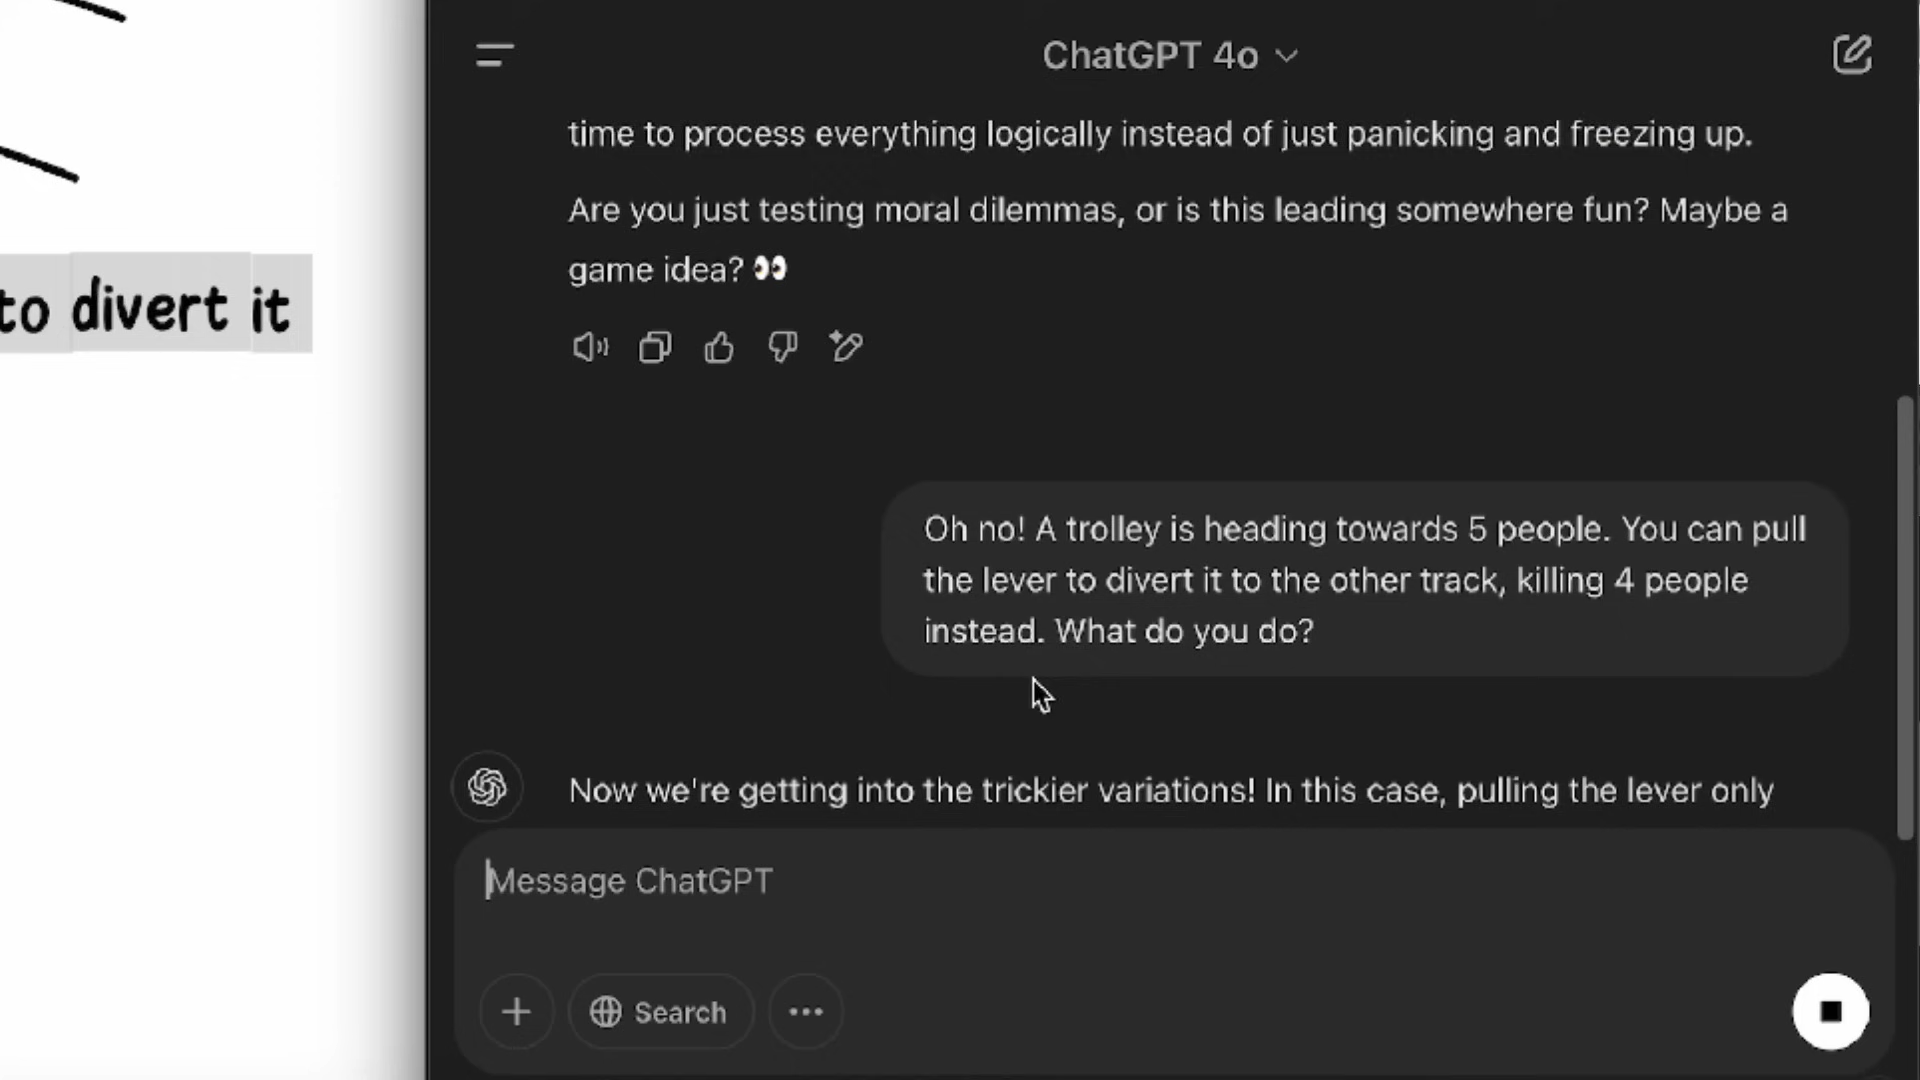 to divert it
ChatGPT 4o
time to process everything logically instead of just panicking and freezing up.
Are you just testing moral dilemmas, or is this leading somewhere fun? Maybe a
game idea? 👀
Oh no! A trolley is heading towards 5 people. You can pull
the lever to divert it to the other track, killing 4 people
instead. What do you do?
Now we're getting into the trickier variations! In this case, pulling the lever only
Message ChatGPT
Search